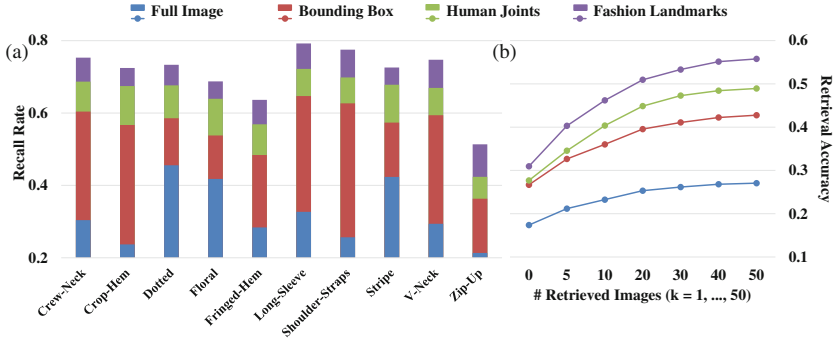 Full Image Bounding Box Human Joints Fashion Landmarks
(a)
0.8
0.6
0.4
0.2
Recall Rate
Crew-Neck
Crop-Hem
Dotted
Floral
Fringed-Hem
Long-Sleeve
Shoulder-Straps
Stripe
V-Neck
Zip-Up
(b)
0.6
0.5
0.4
0.3
0.2
0.1
Retrieval Accuracy
0 5 10 20 30 40 50
# Retrieved Images (k = 1, ..., 50)